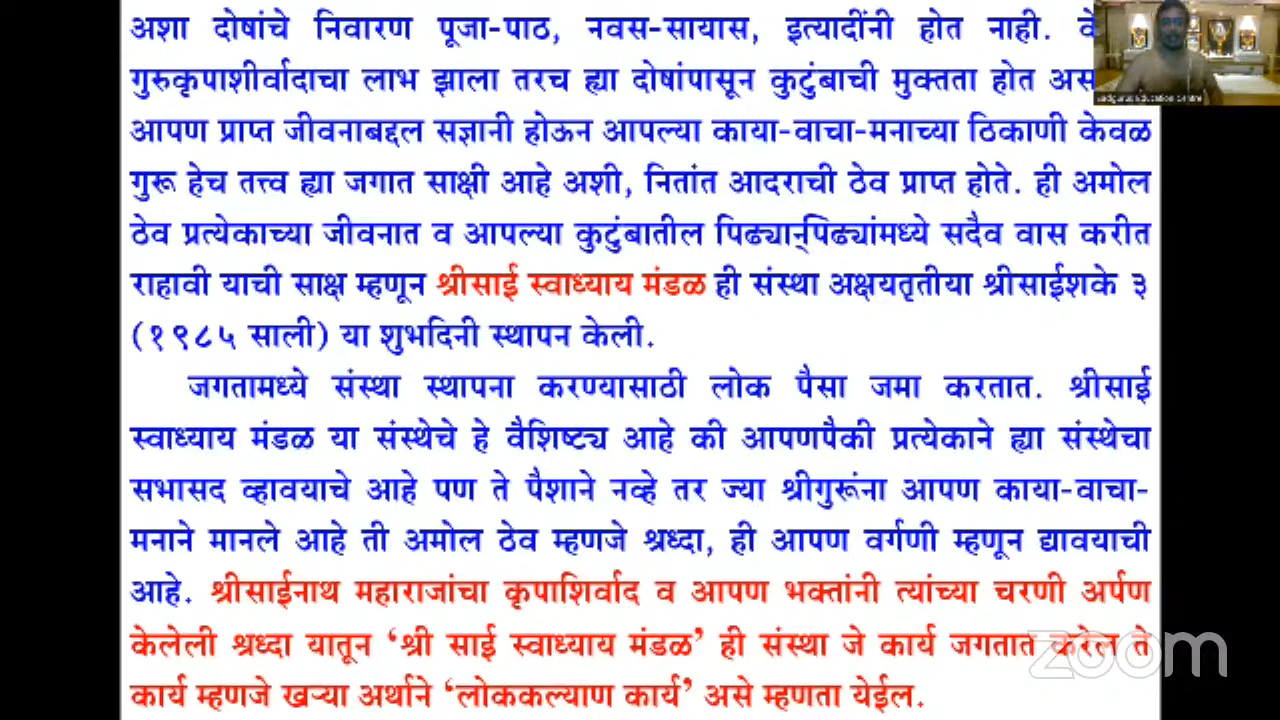 अशा दोषांचे निवारण पूजा-पाठ, नवस-सायास, इत्यादींनी होत नाही.
गुरुकृपाशीर्वादाचा लाभ झाला तरच ह्या दोषांपासून कुटुंबाची मुक्तता होत
आपण प्राप्त जीवनाबद्दल सज्ञानी होऊन आपल्या काया-वाचा-मनाच्या ठिकाणी केवळ
गुरू हेच तत्त्व ह्या जगात साक्षी आहे अशी, नितांत आदराची ठेव प्राप्त होते. ही अमोल
ठेव प्रत्येकाच्या जीवनात व आपल्या कुटुंबातील पिढ्यान्‌पिढ्यांमध्ये सदैव वास करीत
राहावी याची साक्ष म्हणून श्रीसाई स्वाध्याय मंडळ ही संस्था अक्षयतृतीया श्रीसाईशके ३
(१९८५ साली) या शुभदिनी स्थापन केली.
जगतामध्ये संस्था स्थापना करण्यासाठी लोक पैसा जमा करतात. श्रीसाई
स्वाध्याय मंडळ या संस्थेचे हे वैशिष्ट्य आहे की आपणपैकी प्रत्येकाने ह्या संस्थेचा
सभासद व्हावयाचे आहे पण ते पैशाने नव्हे तर ज्या श्रीगुरूंना आपण काया-वाचा-
मनाने मानले आहे ती अमोल ठेव म्हणजे श्रध्दा, ही आपण वर्गणी म्हणून द्यावयाची
आहे. श्रीसाईनाथ महाराजांचा कृपाशिर्वाद व आपण भक्तांनी त्यांच्या चरणी अर्पण
केलेली श्रध्दा यातून ‘श्री साई स्वाध्याय मंडळ’ ही संस्था जे कार्य जगतात करेल ते
कार्य म्हणजे खऱ्या अर्थाने ‘लोककल्याण कार्य’ असे म्हणता येईल.
Sadguru Education Centre
zoom